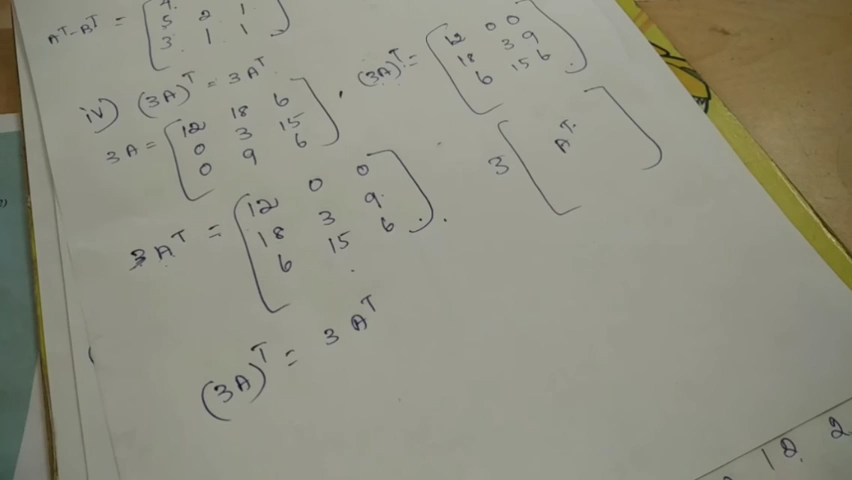 Aᵀ-Bᵀ =
5 2 1
3 1 1
iv) (3A)ᵀ = 3Aᵀ
3A =
12 18 6
0 3 15
0 9 6
, (3A)ᵀ =
12 0 0
18 3 9
6 15 6
3 [ Aᵀ ]
3Aᵀ =
12 0 0
18 3 9
6 15 6
(3A)ᵀ = 3Aᵀ
12. 2